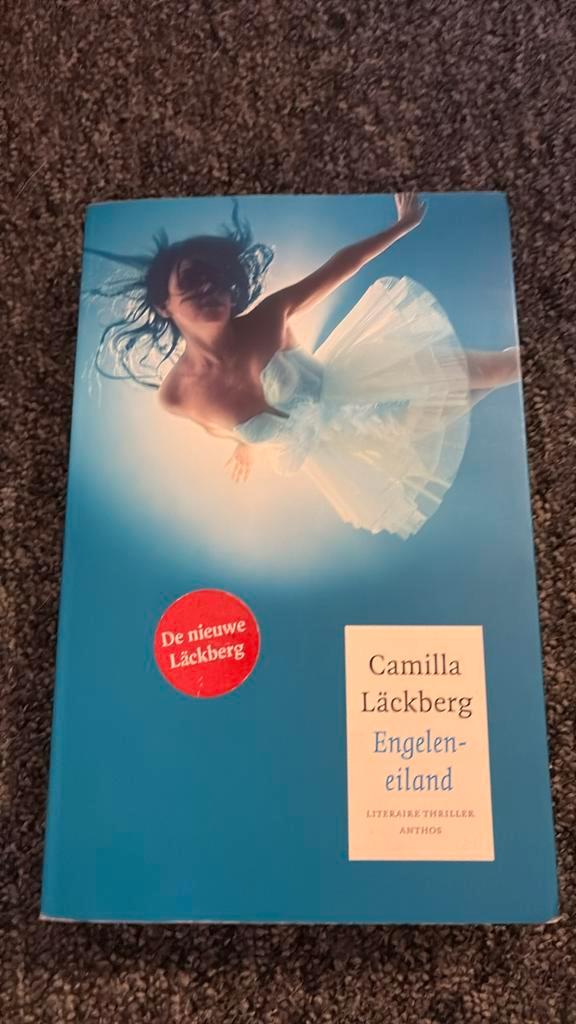 De nieuwe
Läckberg
Camilla
Läckberg
Engelen-
eiland
LITERAIRE THRILLER
ANTHOS